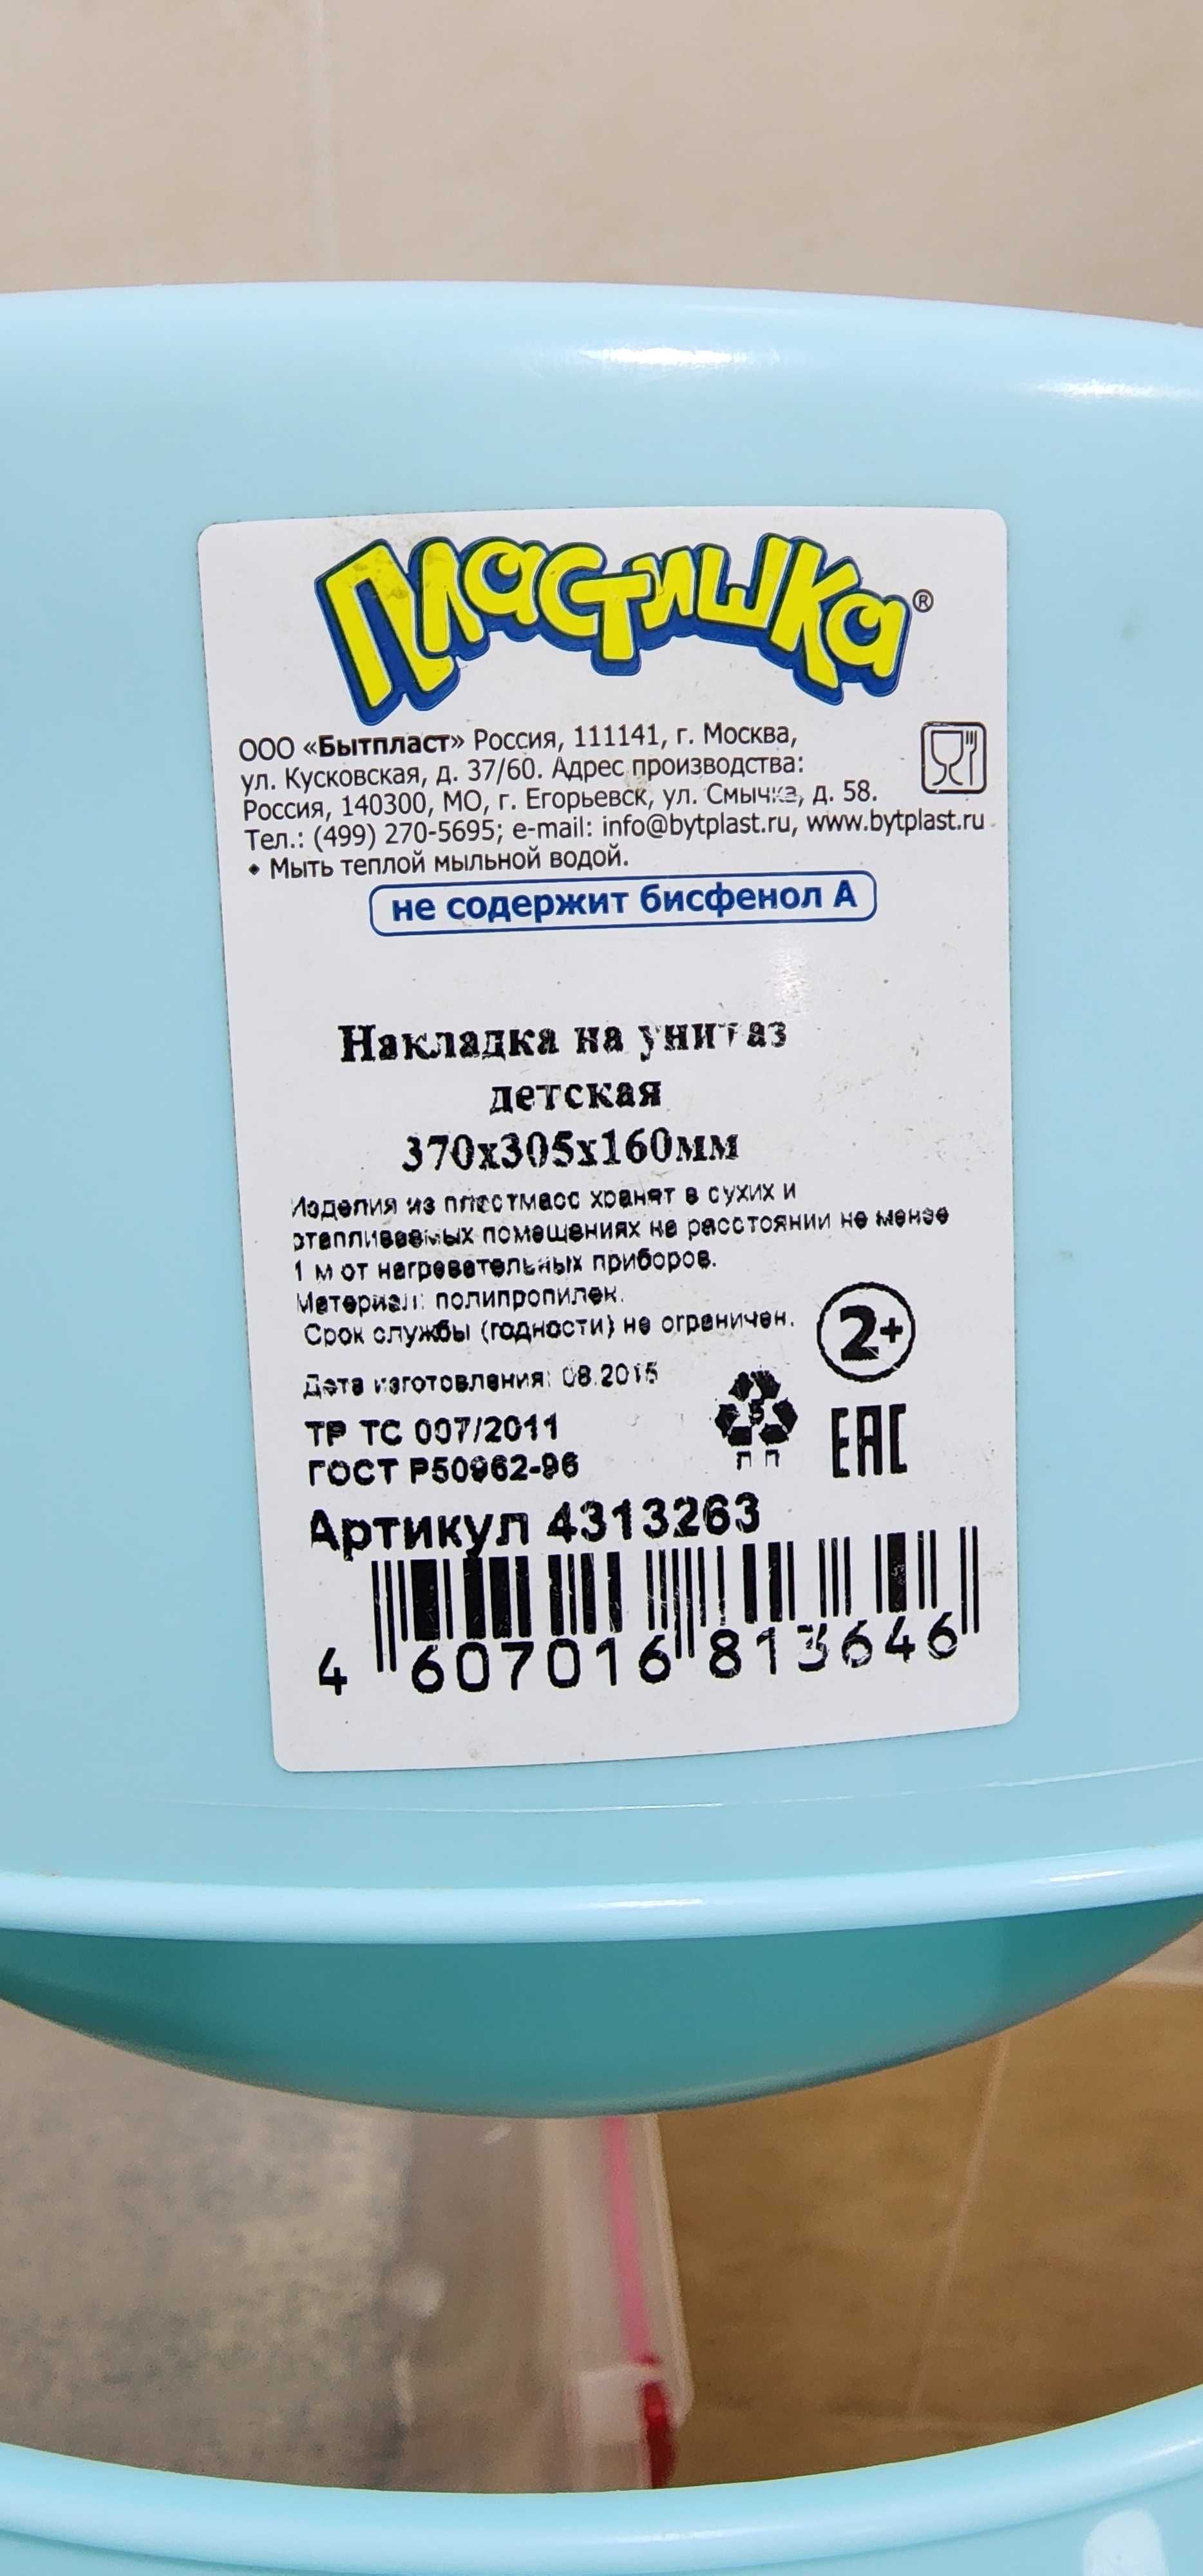 Пластишка®
ООО «Бытпласт» Россия, 111141, г. Москва,
ул. Кусковская, д. 37/60. Адрес производства:
Россия, 140300, МО, г. Егорьевск, ул. Смычка, д. 58.
Тел.: (499) 270-5695; e-mail: info@bytplast.ru, www.bytplast.ru
• Мыть теплой мыльной водой.
не содержит бисфенол А
Накладка на унитаз
детская
370х305х160мм
Изделия из пластмасс хранят в сухих и
отапливаемых помещениях на расстоянии не менее
1 м от нагревательных приборов.
Материал: полипропилен.
Срок службы (годности) не ограничен.
2+
Дата изготовления: 08.2015
ТР ТС 007/2011
5
ПП
ЕАС
ГОСТ Р50962-96
Артикул 4313263
4 607016 813646